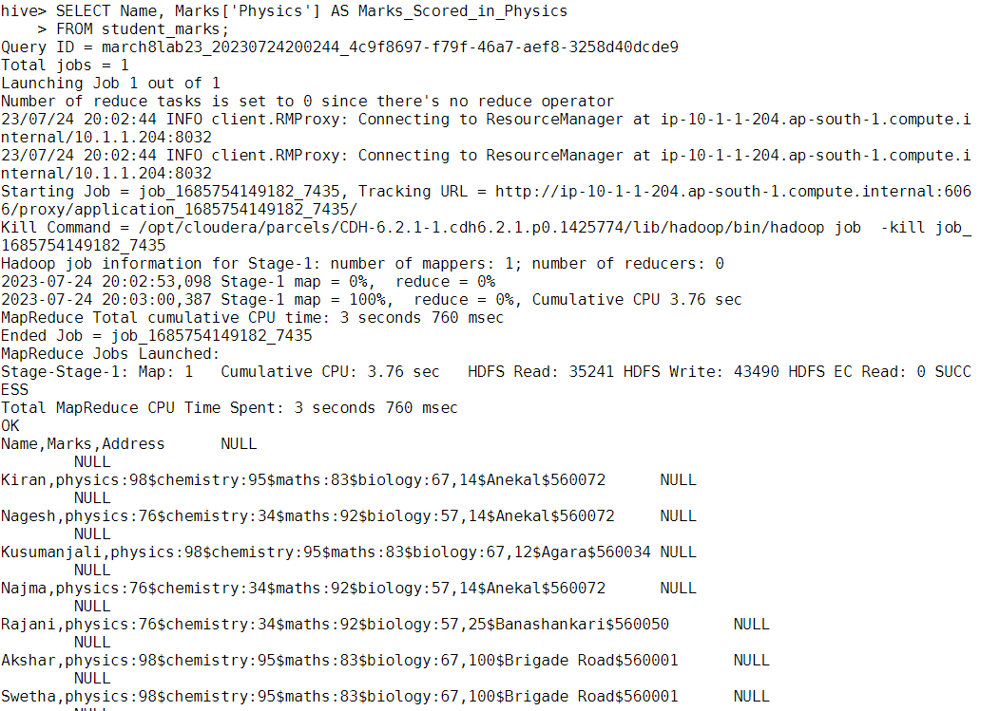 hive> SELECT Name, Marks['Physics'] AS Marks_Scored_in_Physics
    > FROM student_marks;
Query ID = march8lab23_20230724200244_4c9f8697-f79f-46a7-aef8-3258d40dcde9
Total jobs = 1
Launching Job 1 out of 1
Number of reduce tasks is set to 0 since there's no reduce operator
23/07/24 20:02:44 INFO client.RMProxy: Connecting to ResourceManager at ip-10-1-1-204.ap-south-1.compute.i
nternal/10.1.1.204:8032
23/07/24 20:02:44 INFO client.RMProxy: Connecting to ResourceManager at ip-10-1-1-204.ap-south-1.compute.i
nternal/10.1.1.204:8032
Starting Job = job_1685754149182_7435, Tracking URL = http://ip-10-1-1-204.ap-south-1.compute.internal:606
6/proxy/application_1685754149182_7435/
Kill Command = /opt/cloudera/parcels/CDH-6.2.1-1.cdh6.2.1.p0.1425774/lib/hadoop/bin/hadoop job  -kill job_
1685754149182_7435
Hadoop job information for Stage-1: number of mappers: 1; number of reducers: 0
2023-07-24 20:02:53,098 Stage-1 map = 0%,  reduce = 0%
2023-07-24 20:03:00,387 Stage-1 map = 100%,  reduce = 0%, Cumulative CPU 3.76 sec
MapReduce Total cumulative CPU time: 3 seconds 760 msec
Ended Job = job_1685754149182_7435
MapReduce Jobs Launched:
Stage-Stage-1: Map: 1   Cumulative CPU: 3.76 sec   HDFS Read: 35241 HDFS Write: 43490 HDFS EC Read: 0 SUCC
ESS
Total MapReduce CPU Time Spent: 3 seconds 760 msec
OK
Name,Marks,Address      NULL
        NULL
Kiran,physics:98$chemistry:95$maths:83$biology:67,14$Anekal$560072      NULL
        NULL
Nagesh,physics:76$chemistry:34$maths:92$biology:57,14$Anekal$560072     NULL
        NULL
Kusumanjali,physics:98$chemistry:95$maths:83$biology:67,12$Agara$560034 NULL
        NULL
Najma,physics:76$chemistry:34$maths:92$biology:57,14$Anekal$560072      NULL
        NULL
Rajani,physics:76$chemistry:34$maths:92$biology:57,25$Banashankari$560050       NULL
        NULL
Akshar,physics:98$chemistry:95$maths:83$biology:67,100$Brigade Road$560001      NULL
        NULL
Swetha,physics:98$chemistry:95$maths:83$biology:67,100$Brigade Road$560001      NULL
        NULL